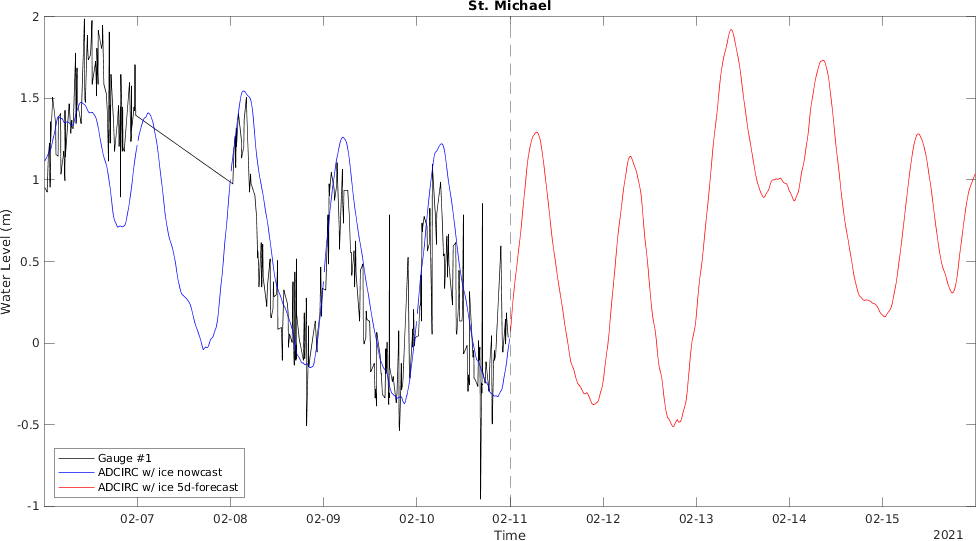 St. Michael
2
1.5
1
0.5
0
-0.5
-1
Water Level (m)
Gauge #1
ADCIRC w/ ice nowcast
ADCIRC w/ ice 5d-forecast
02-07 02-08 02-09 02-10 02-11 02-12 02-13 02-14 02-15
Time
2021